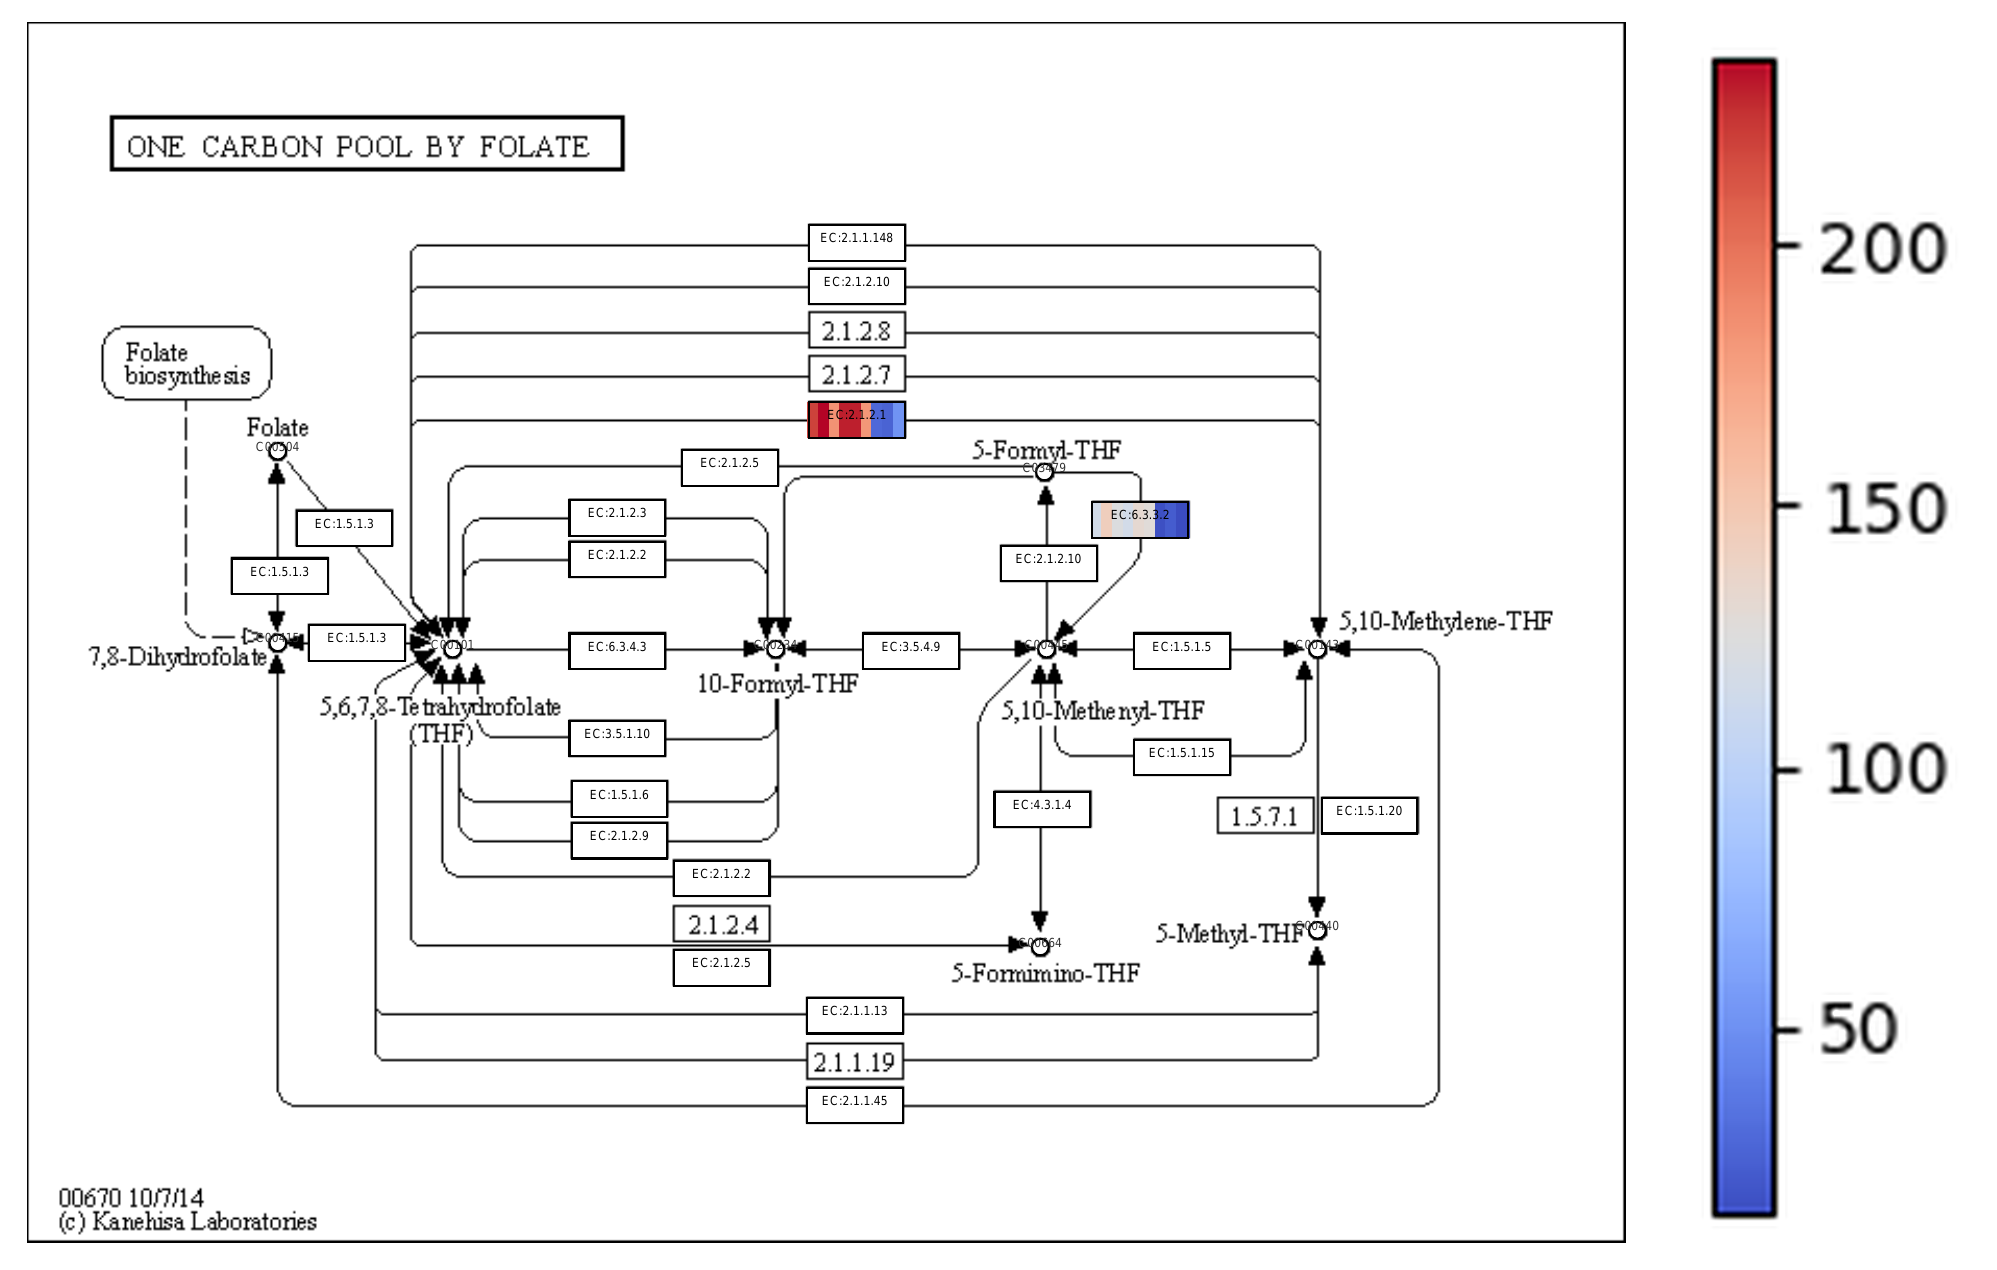 ONE CARBON POOL BY FOLATE
EC:2.1.1.148
EC:2.1.2.10
2.1.2.8
2.1.2.7
EC:2.1.2.1
Folate
biosynthesis
Folate
C00504
EC:1.5.1.3
EC:1.5.1.3
EC:1.5.1.3
7,8-Dihydrofolate
C00415
C00101
5,6,7,8-Tetrahydrofolate
(THF)
EC:2.1.2.5
EC:2.1.2.3
EC:2.1.2.2
EC:6.3.4.3
C00234
10-Formyl-THF
5-Formyl-THF
C03479
EC:6.3.3.2
EC:2.1.2.10
EC:3.5.4.9
C00445
5,10-Methenyl-THF
EC:1.5.1.5
C00143
5,10-Methylene-THF
EC:3.5.1.10
EC:1.5.1.15
EC:1.5.1.6
EC:2.1.2.9
EC:4.3.1.4
1.5.7.1
EC:1.5.1.20
EC:2.1.2.2
2.1.2.4
EC:2.1.2.5
C00664
5-Formimino-THF
5-Methyl-THF
C00440
EC:2.1.1.13
2.1.1.19
EC:2.1.1.45
00670 10/7/14
(c) Kanehisa Laboratories
200
150
100
50